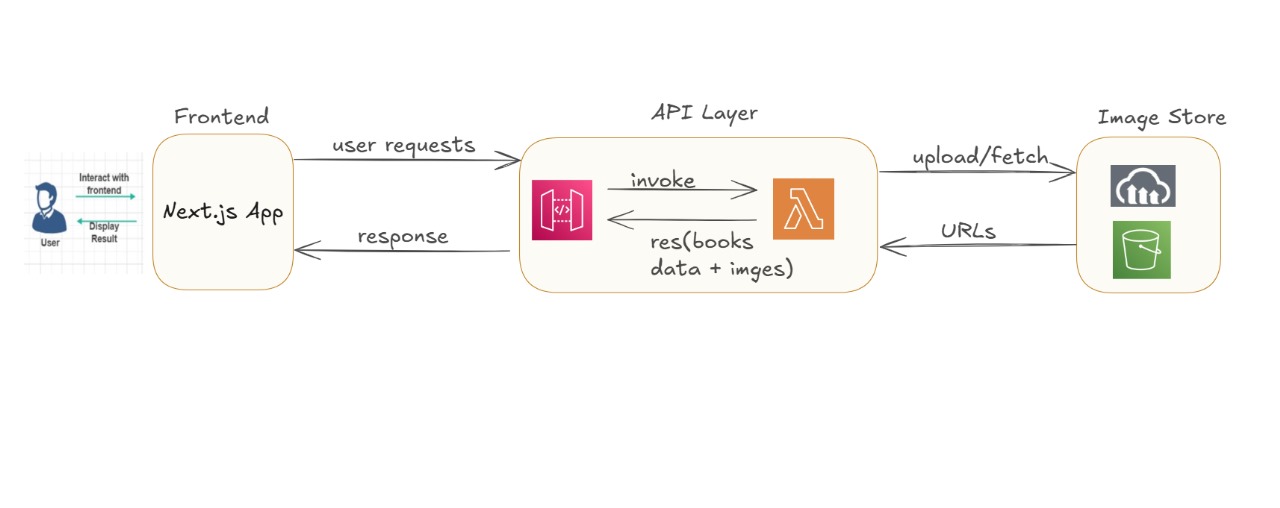 Frontend
API Layer
Image Store
Interact with
frontend
Display
Result
User
Next.js App
user requests
response
invoke
</>
res(books
data + imges)
upload/fetch
URLs